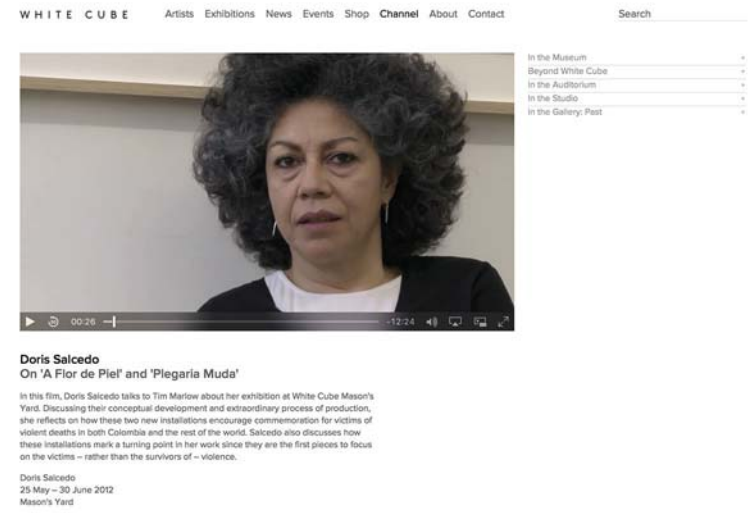 WHITE CUBE
Artists Exhibitions News Events Shop Channel About Contact
Search
In the Museum +
Beyond White Cube +
In the Auditorium +
In the Studio +
In the Gallery: Past +
00:26
-12:24
Doris Salcedo
On 'A Flor de Piel' and 'Plegaria Muda'
In this film, Doris Salcedo talks to Tim Marlow about her exhibition at White Cube Mason's
Yard. Discussing their conceptual development and extraordinary process of production,
she reflects on how these two new installations encourage commemoration for victims of
violent deaths in both Colombia and the rest of the world. Salcedo also discusses how
these installations mark a turning point in her work since they are the first pieces to focus
on the victims – rather than the survivors of – violence.
Doris Salcedo
25 May – 30 June 2012
Mason's Yard